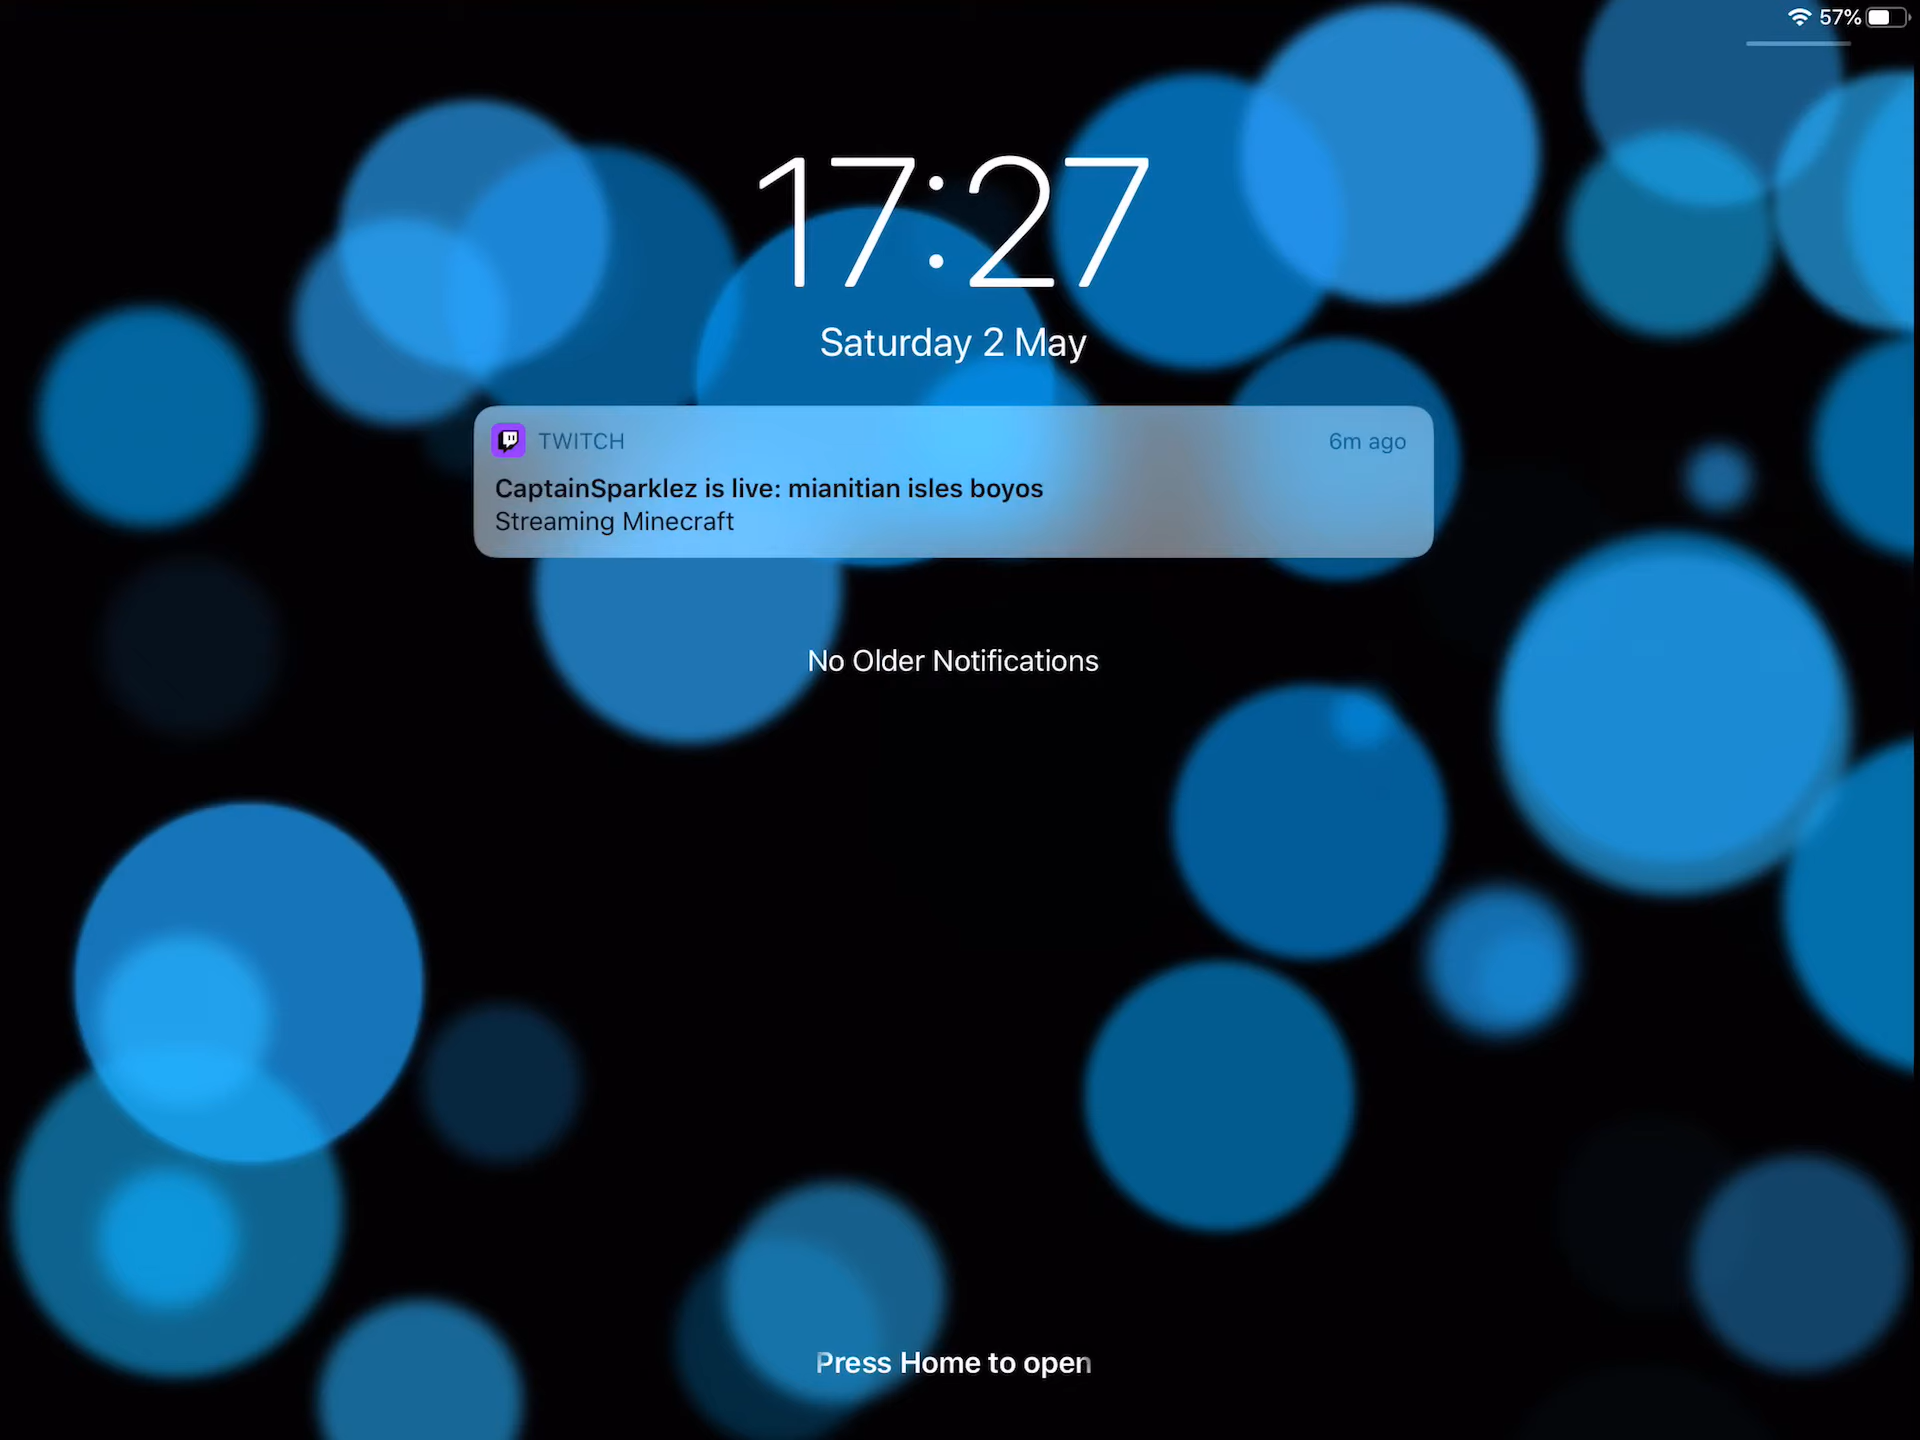 57%
17:27
Saturday 2 May
TWITCH
6m ago
CaptainSparklez is live: mianitian isles boyos
Streaming Minecraft
No Older Notifications
Press Home to open